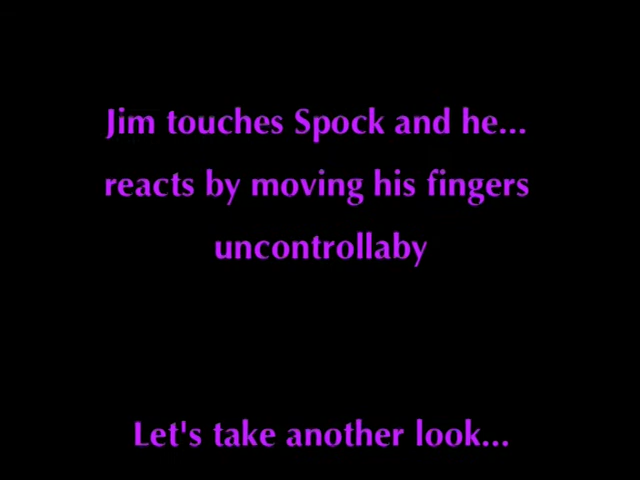 Jim touches Spock and he...
reacts by moving his fingers
uncontrollaby
Let's take another look...